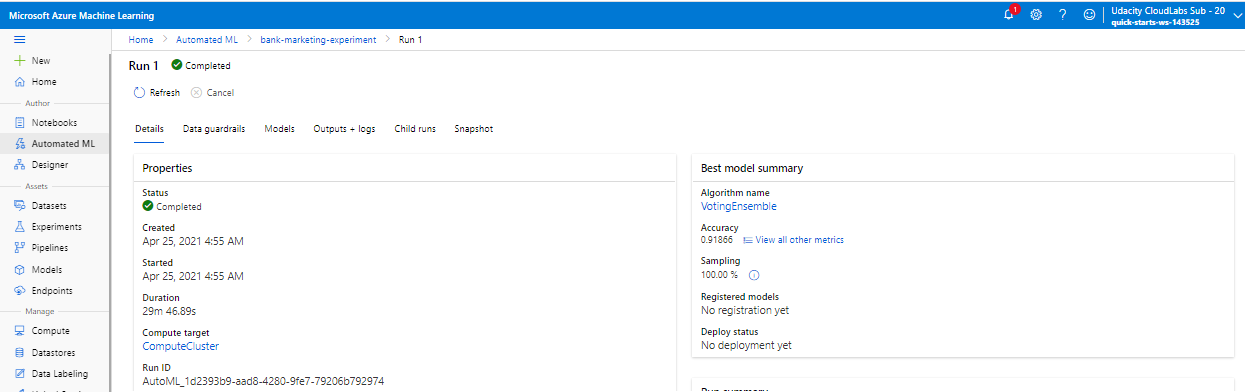 Microsoft Azure Machine Learning
1
Udacity CloudLabs Sub - 20
quick-starts-ws-143525
Home > Automated ML > bank-marketing-experiment > Run 1
New
Home
Author
Notebooks
Automated ML
Designer
Assets
Datasets
Experiments
Pipelines
Models
Endpoints
Manage
Compute
Datastores
Data Labeling
Run 1 Completed
Refresh Cancel
Details Data guardrails Models Outputs + logs Child runs Snapshot
Properties
Status
Completed
Created
Apr 25, 2021 4:55 AM
Started
Apr 25, 2021 4:55 AM
Duration
29m 46.89s
Compute target
ComputeCluster
Run ID
AutoML_1d2393b9-aad8-4280-9fe7-79206b792974
Best model summary
Algorithm name
VotingEnsemble
Accuracy
0.91866 View all other metrics
Sampling
100.00 %
Registered models
No registration yet
Deploy status
No deployment yet
Run summary